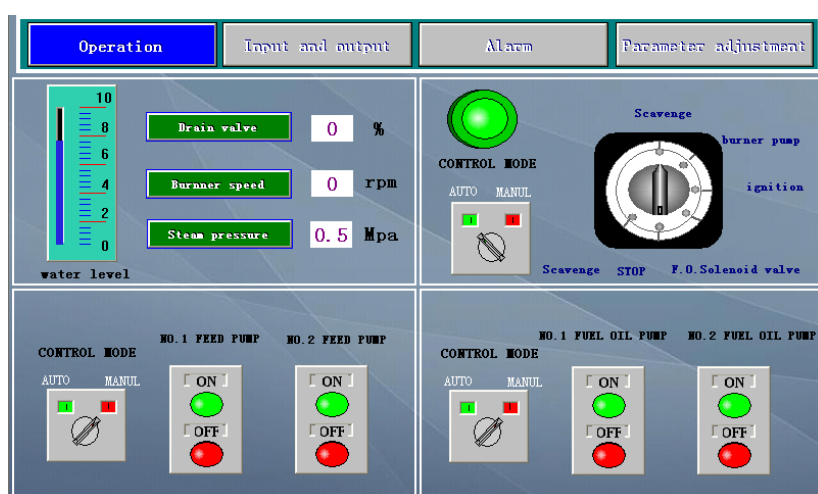 Operation
Input and output
Alarm
Parameter adjustment
10
8
6
4
2
0
water level
Drain valve
0 %
Burnner speed
0 rpm
Steam pressure
0.5 Mpa
CONTROL MODE
AUTO MANUL
Scavenge
burner pump
ignition
Scavenge STOP F.O.Solenoid valve
CONTROL MODE
AUTO MANUL
NO.1 FEED PUMP
ON
OFF
NO.2 FEED PUMP
ON
OFF
CONTROL MODE
AUTO MANUL
NO.1 FUEL OIL PUMP
ON
OFF
NO.2 FUEL OIL PUMP
ON
OFF